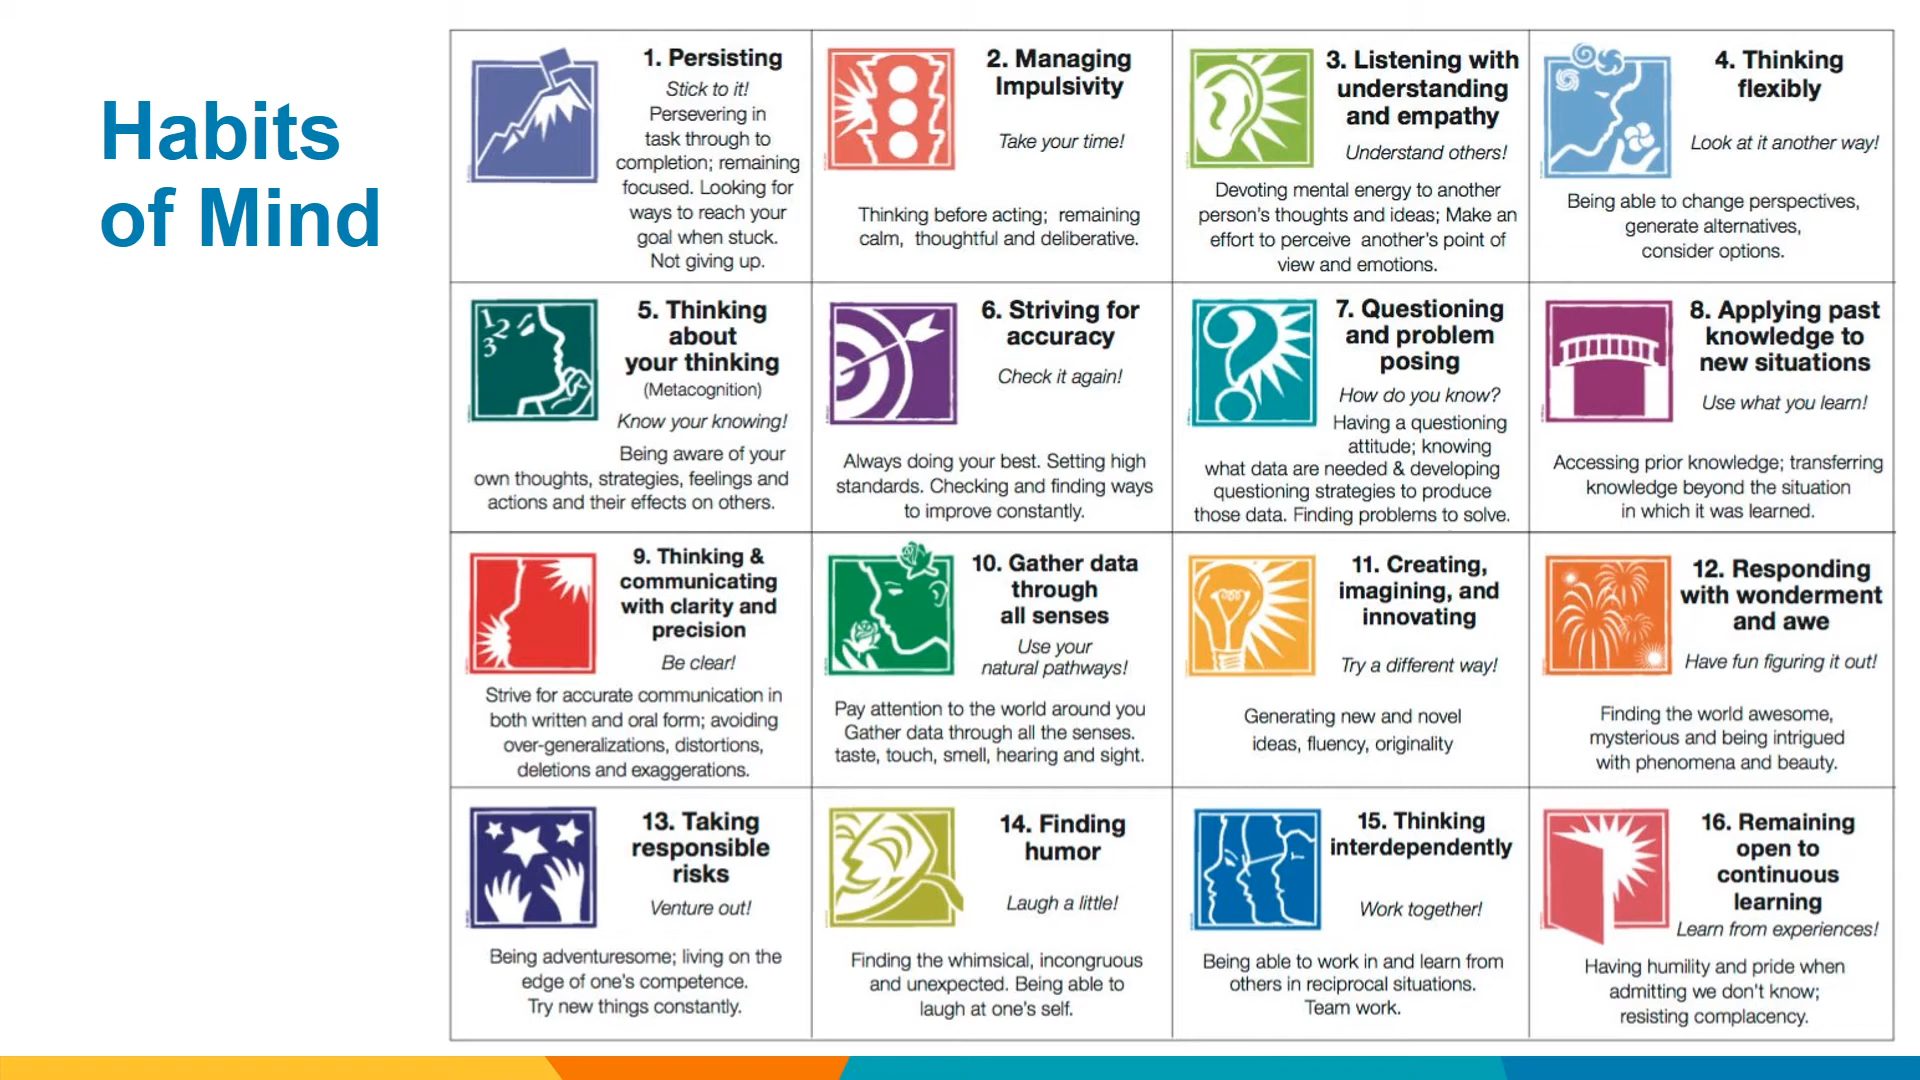 Habits
of Mind
1. Persisting
Stick to it!
Persevering in
task through to
completion; remaining
focused. Looking for
ways to reach your
goal when stuck.
Not giving up.
2. Managing
Impulsivity
Take your time!
Thinking before acting; remaining
calm, thoughtful and deliberative.
3. Listening with
understanding
and empathy
Understand others!
Devoting mental energy to another
person's thoughts and ideas; Make an
effort to perceive another's point of
view and emotions.
4. Thinking
flexibly
Look at it another way!
Being able to change perspectives,
generate alternatives,
consider options.
1 2 3
5. Thinking
about
your thinking
(Metacognition)
Know your knowing!
Being aware of your
own thoughts, strategies, feelings and
actions and their effects on others.
6. Striving for
accuracy
Check it again!
Always doing your best. Setting high
standards. Checking and finding ways
to improve constantly.
?
7. Questioning
and problem
posing
How do you know?
Having a questioning
attitude; knowing
what data are needed & developing
questioning strategies to produce
those data. Finding problems to solve.
8. Applying past
knowledge to
new situations
Use what you learn!
Accessing prior knowledge; transferring
knowledge beyond the situation
in which it was learned.
9. Thinking &
communicating
with clarity and
precision
Be clear!
Strive for accurate communication in
both written and oral form; avoiding
over-generalizations, distortions,
deletions and exaggerations.
10. Gather data
through
all senses
Use your
natural pathways!
Pay attention to the world around you
Gather data through all the senses.
taste, touch, smell, hearing and sight.
11. Creating,
imagining, and
innovating
Try a different way!
Generating new and novel
ideas, fluency, originality
12. Responding
with wonderment
and awe
Have fun figuring it out!
Finding the world awesome,
mysterious and being intrigued
with phenomena and beauty.
13. Taking
responsible
risks
Venture out!
Being adventuresome; living on the
edge of one's competence.
Try new things constantly.
14. Finding
humor
Laugh a little!
Finding the whimsical, incongruous
and unexpected. Being able to
laugh at one's self.
15. Thinking
interdependently
Work together!
Being able to work in and learn from
others in reciprocal situations.
Team work.
16. Remaining
open to
continuous
learning
Learn from experiences!
Having humility and pride when
admitting we don't know;
resisting complacency.